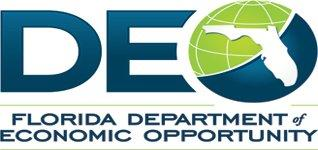 DEO
FLORIDA DEPARTMENT of
ECONOMIC OPPORTUNITY